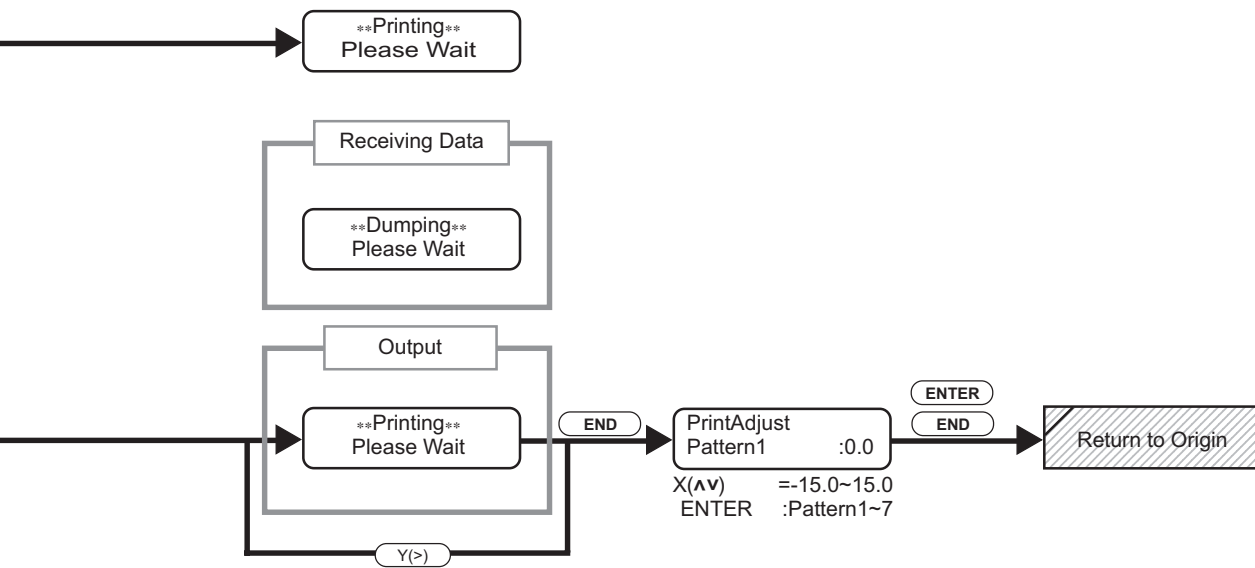 **Printing**
Please Wait
Receiving Data
**Dumping**
Please Wait
Output
**Printing**
Please Wait
END
PrintAdjust
Pattern1 :0.0
X(∧∨) =-15.0~15.0
ENTER :Pattern1~7
ENTER
END
Return to Origin
Y(>)